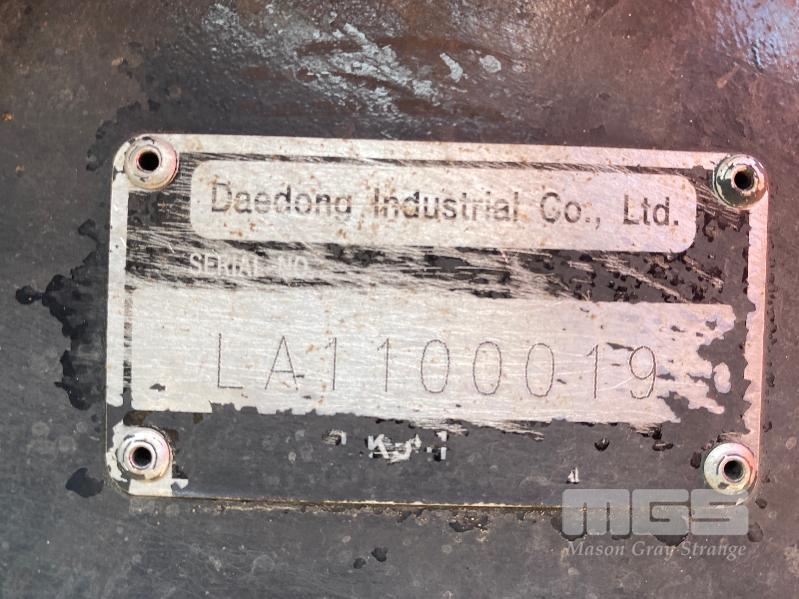 Daedong Industrial Co., Ltd.
SERIAL NO.
LA1100019
MGS
Mason Gray Strange